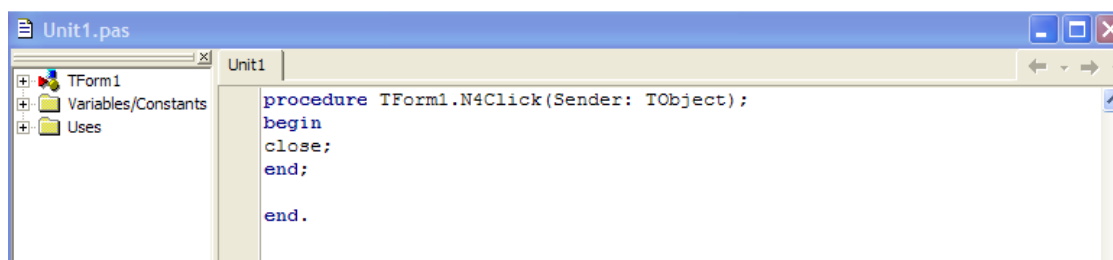 Unit1.pas
TForm1
Variables/Constants
Uses
Unit1
procedure TForm1.N4Click(Sender: TObject);
begin
close;
end;
end.